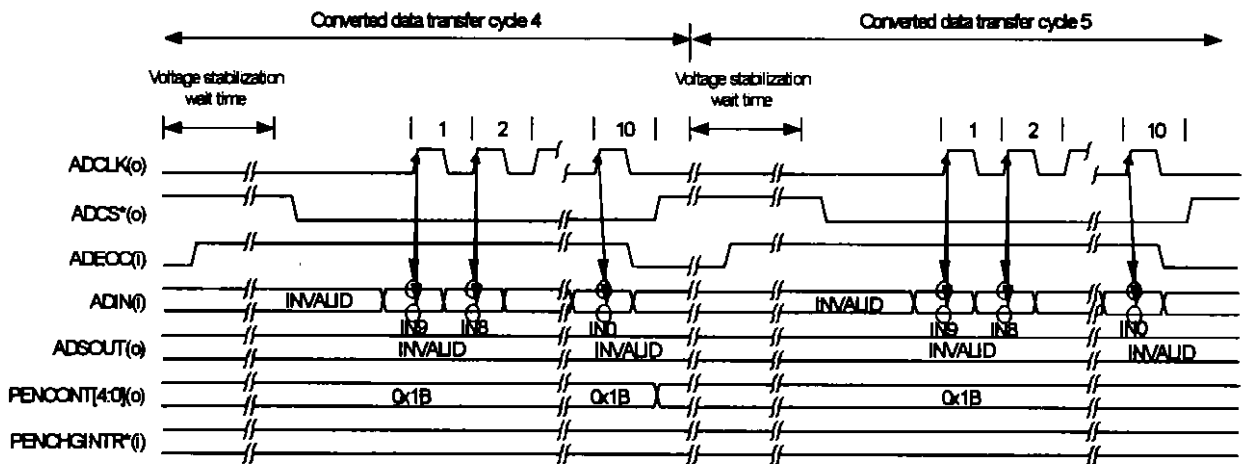 Converted data transfer cycle 4 Converted data transfer cycle 5
Voltage stabilization wait time Voltage stabilization wait time
1 2 10 1 2 10
ADCLK(o)
ADCS*(o)
ADEOC(i)
ADIN(i) INVALID INVALID
IN9 IN8 IN0 IN9 IN8 IN0
ADSOUT(o) INVALID INVALID INVALID INVALID
PENCONT[4:0](o) 0x1B 0x1B 0x1B
PENCHGINTR*(i)